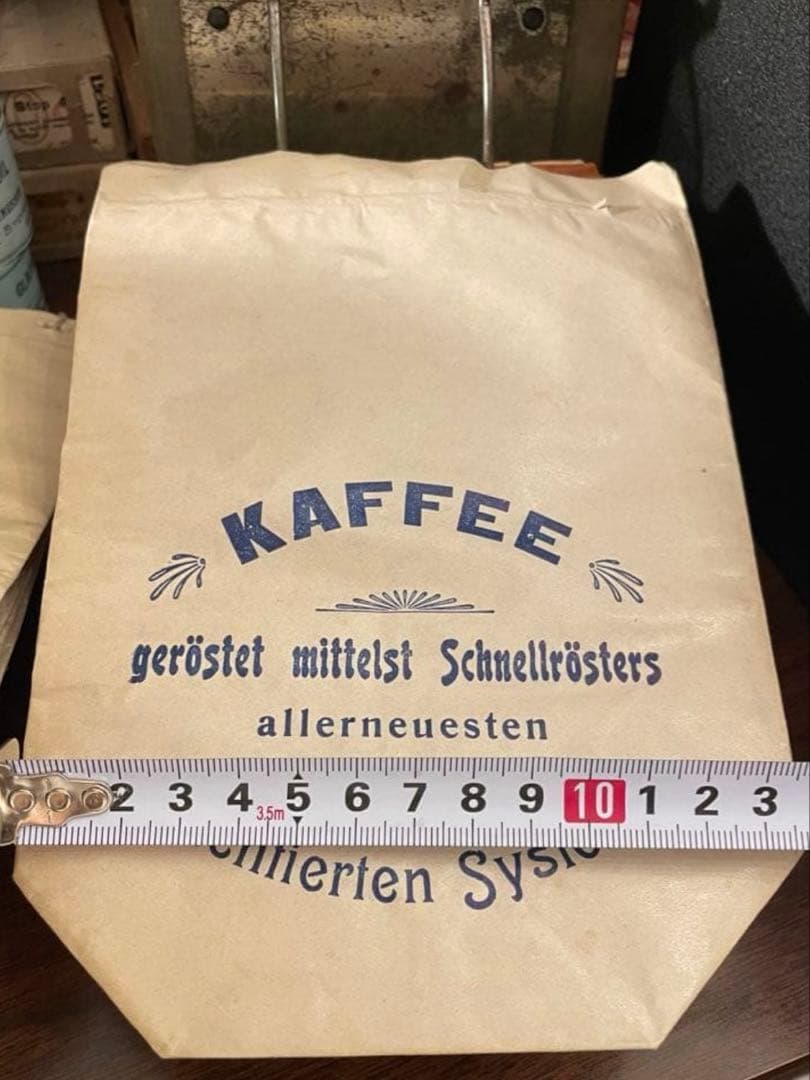 KAFFEE
geröstet mittelst Schnellrösters
allerneuesten
2 3 4 5 6 7 8 9 10 1 2 3
3.5m